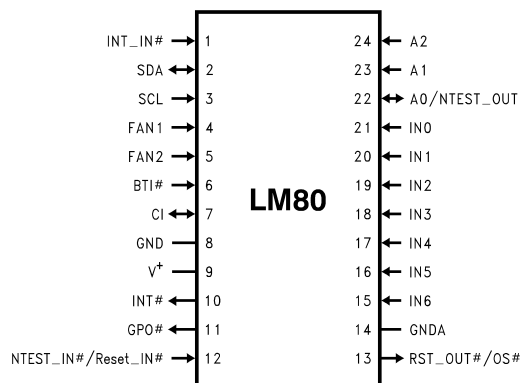 INT_IN# 1 24 A2
SDA 2 23 A1
SCL 3 22 A0/NTEST_OUT
FAN1 4 21 IN0
FAN2 5 20 IN1
BTI# 6 19 IN2
LM80
CI 7 18 IN3
GND 8 17 IN4
V+ 9 16 IN5
INT# 10 15 IN6
GPO# 11 14 GNDA
NTEST_IN#/Reset_IN# 12 13 RST_OUT#/OS#